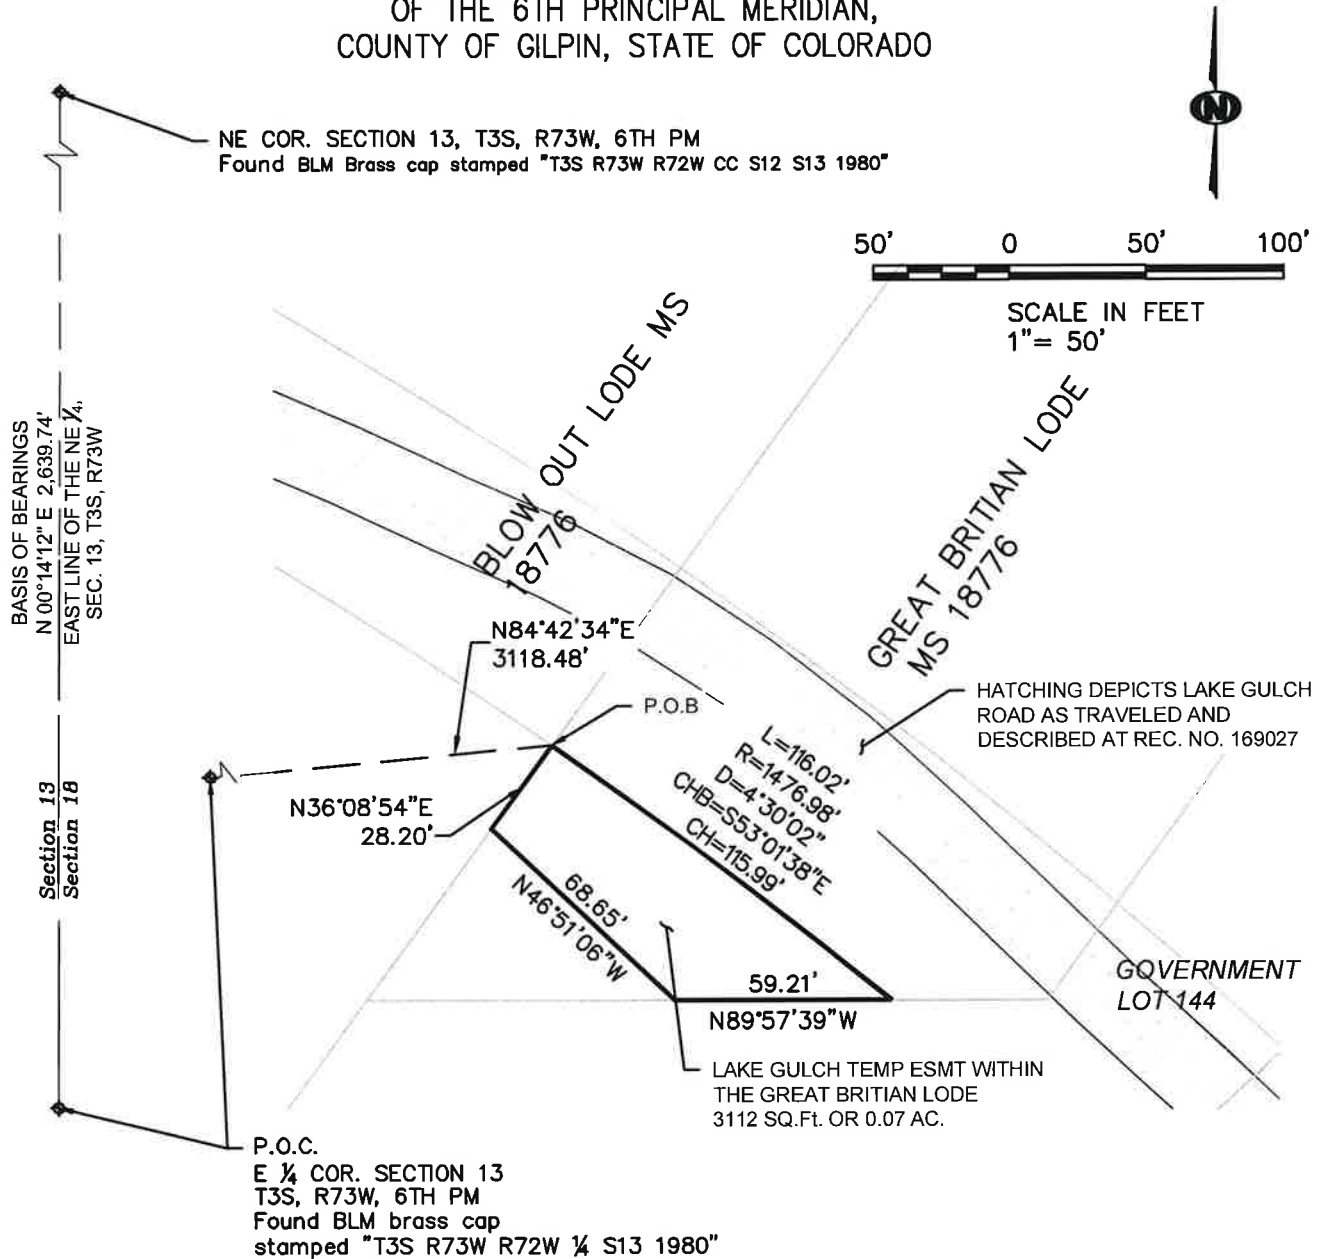 OF THE 6TH PRINCIPAL MERIDIAN,
COUNTY OF GILPIN, STATE OF COLORADO
N
NE COR. SECTION 13, T3S, R73W, 6TH PM
Found BLM Brass cap stamped "T3S R73W R72W CC S12 S13 1980"
50' 0 50' 100'
SCALE IN FEET
1"= 50'
BASIS OF BEARINGS
N 00°14'12" E 2,639.74'
EAST LINE OF THE NE ¼,
SEC. 13, T3S, R73W
BLOW OUT LODE MS
18776
GREAT BRITIAN LODE
MS 18776
N84°42'34"E
3118.48'
P.O.B
HATCHING DEPICTS LAKE GULCH
ROAD AS TRAVELED AND
DESCRIBED AT REC. NO. 169027
L=116.02'
R=1476.98'
D=4°30'02"
CHB=S53°01'38"E
CH=115.99'
N36°08'54"E
28.20'
Section 13
Section 18
68.65'
N46°51'06"W
59.21'
N89°57'39"W
GOVERNMENT
LOT 144
LAKE GULCH TEMP ESMT WITHIN
THE GREAT BRITIAN LODE
3112 SQ.Ft. OR 0.07 AC.
P.O.C.
E ¼ COR. SECTION 13
T3S, R73W, 6TH PM
Found BLM brass cap
stamped "T3S R73W R72W ¼ S13 1980"